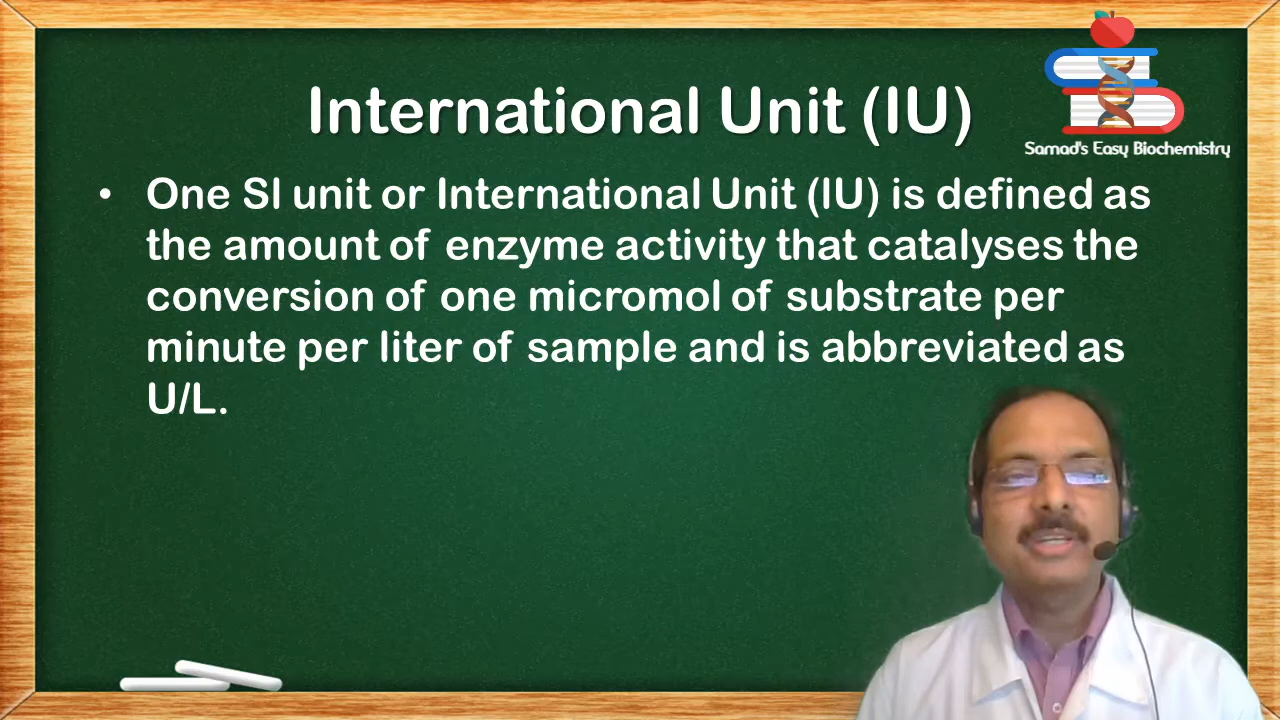 International Unit (IU)
Samad's Easy Biochemistry
• One SI unit or International Unit (IU) is defined as
the amount of enzyme activity that catalyses the
conversion of one micromol of substrate per
minute per liter of sample and is abbreviated as
U/L.